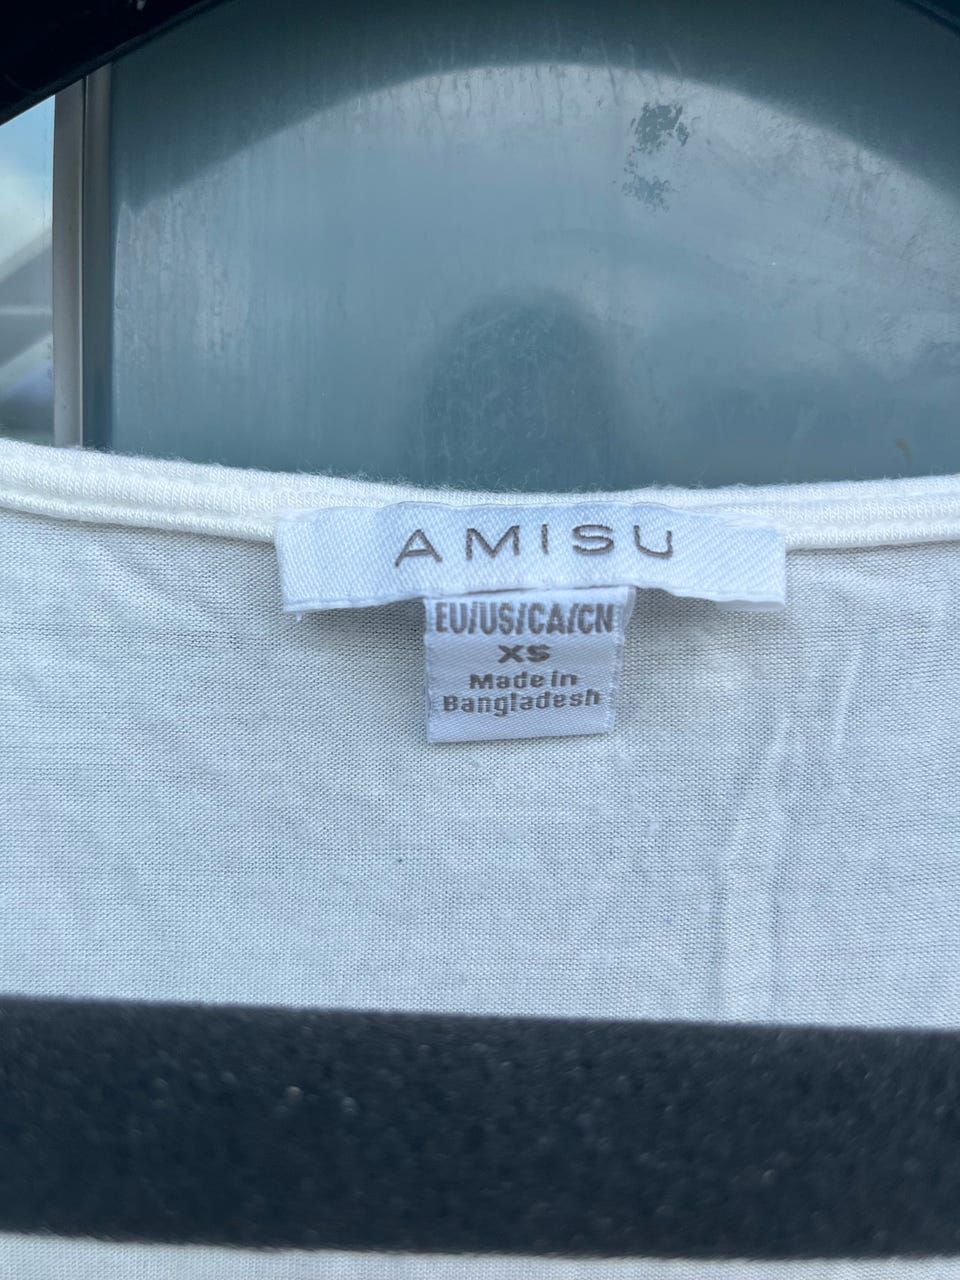 AMISU
EU/US/CA/CN
XS
Made in
Bangladesh